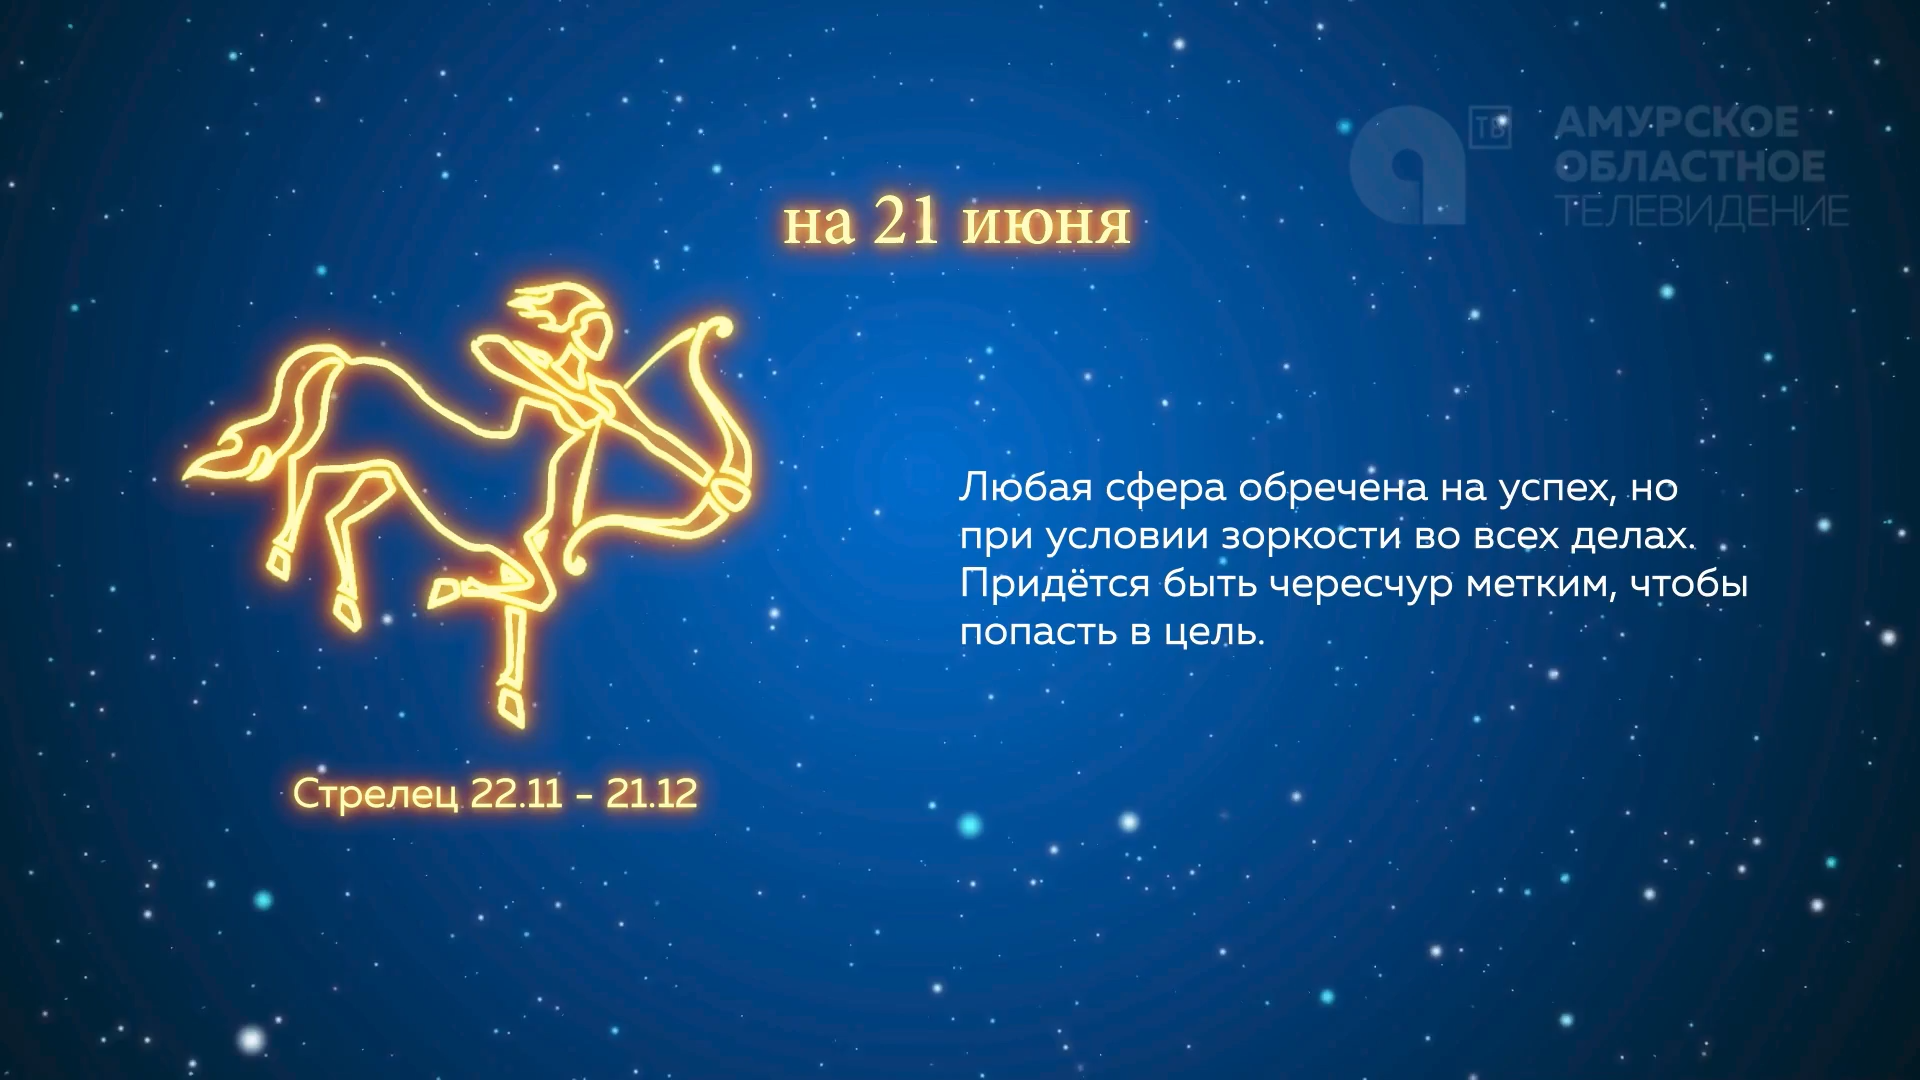 ТВ
АМУРСКОЕ
ОБЛАСТНОЕ
ТЕЛЕВИДЕНИЕ
на 21 июня
Любая сфера обречена на успех, но
при условии зоркости во всех делах.
Придётся быть чересчур метким, чтобы
попасть в цель.
Стрелец 22.11 - 21.12